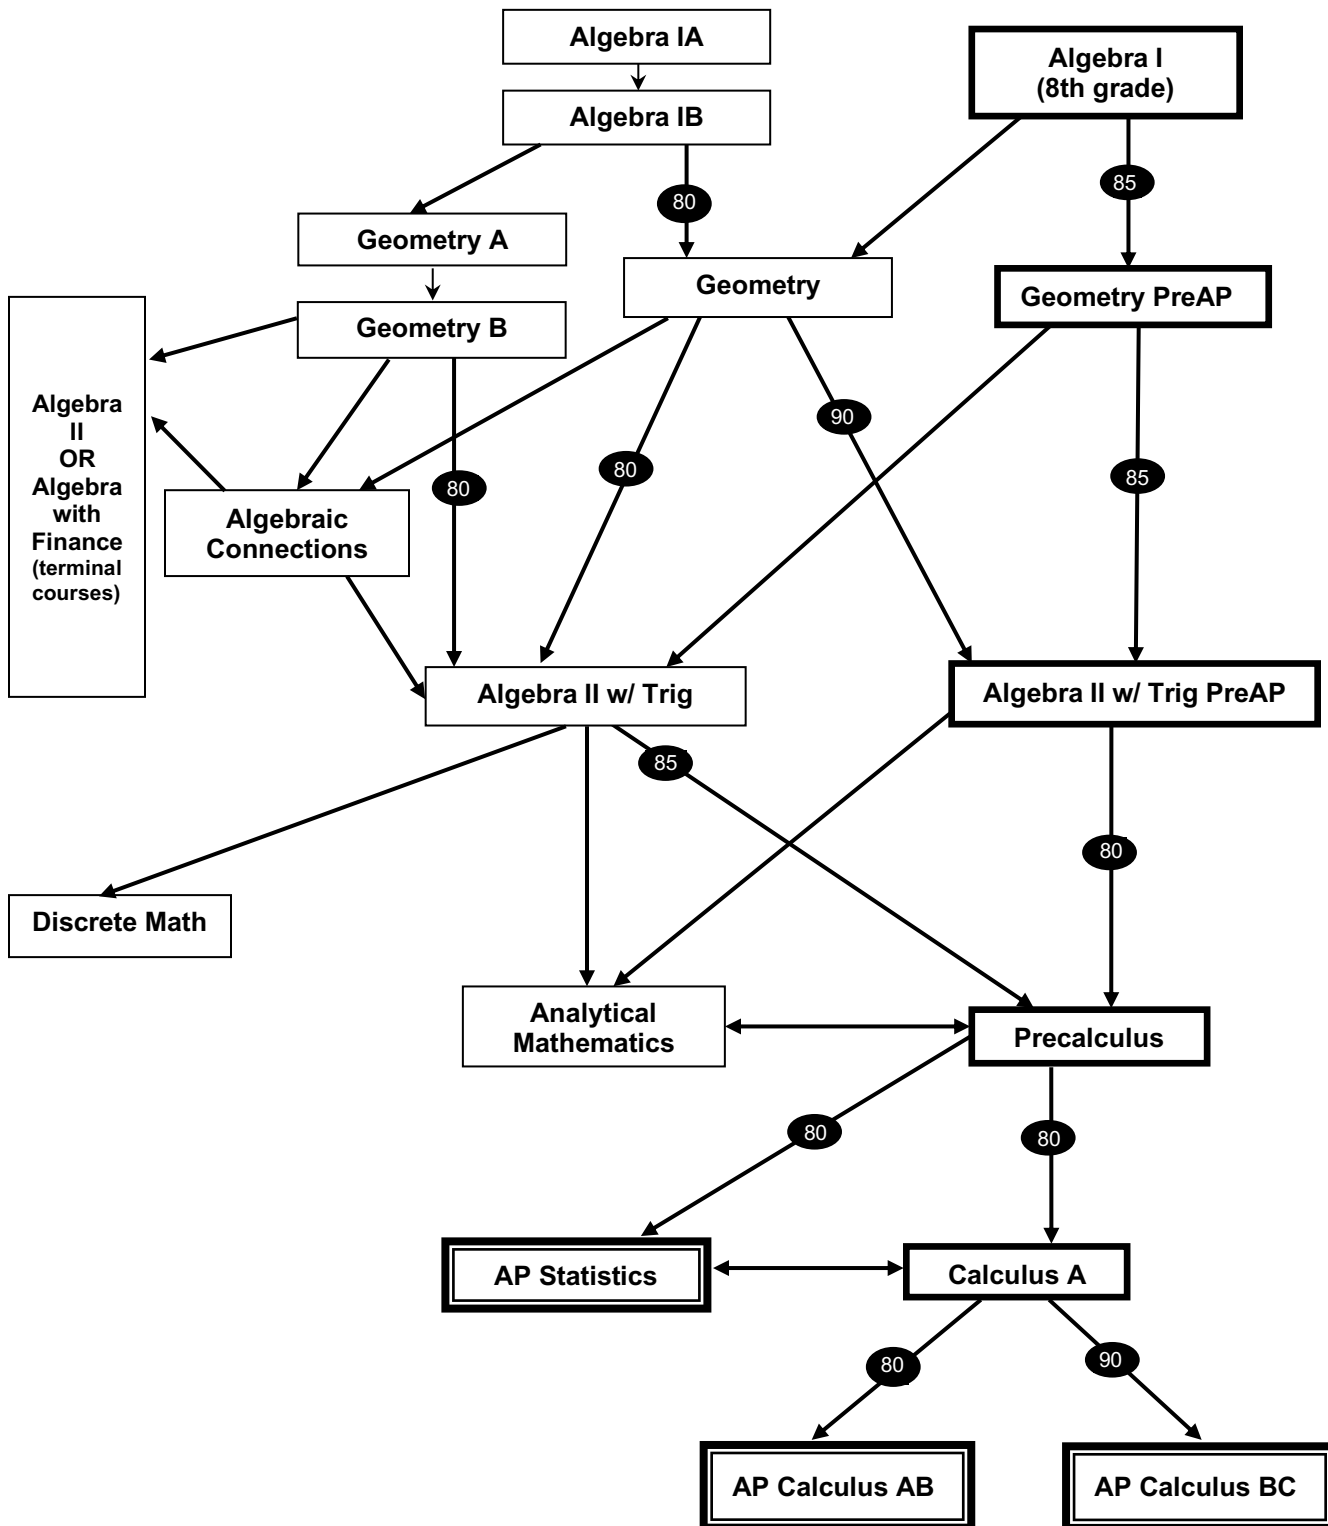 Algebra IA
Algebra I
(8th grade)
Algebra IB
85
80
Geometry A
Geometry
Geometry PreAP
Geometry B
Algebra
II
OR
Algebra
with
Finance
(terminal
courses)
90
80
85
80
Algebraic
Connections
Algebra II w/ Trig
Algebra II w/ Trig PreAP
85
80
Discrete Math
Analytical
Mathematics
Precalculus
80
80
AP Statistics
Calculus A
80
90
AP Calculus AB
AP Calculus BC